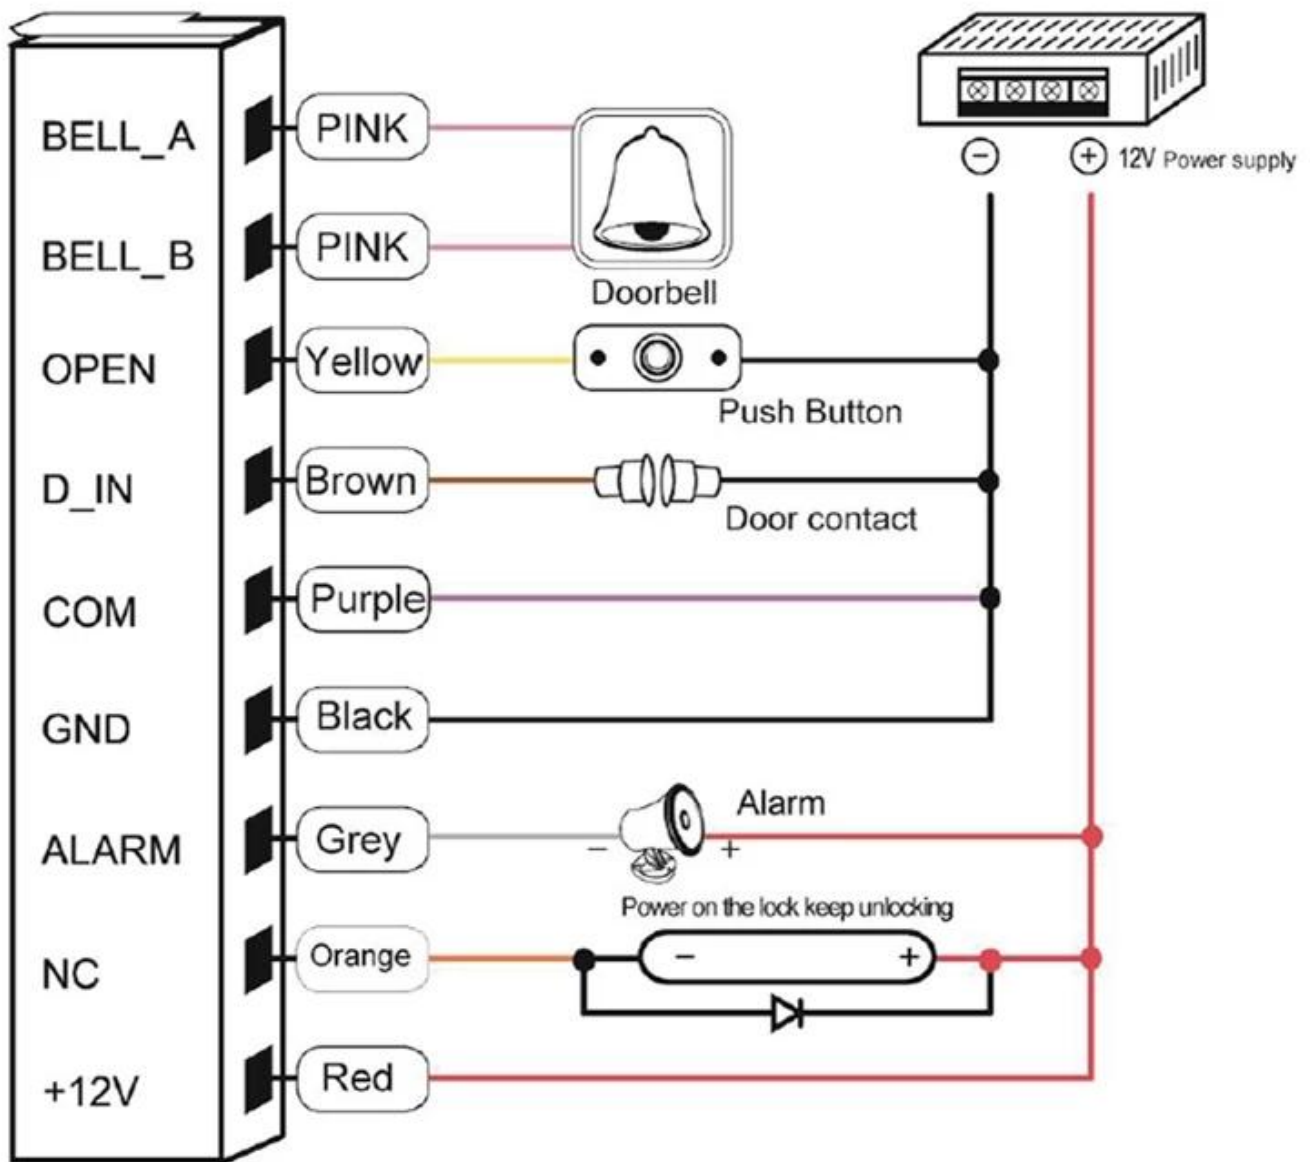 BELL_A
PINK
⊖ ⊕ 12V Power supply
BELL_B
PINK
Doorbell
OPEN
Yellow
Push Button
D_IN
Brown
Door contact
COM
Purple
GND
Black
ALARM
Grey
− +
Alarm
Power on the lock keep unlocking
NC
Orange
− +
+12V
Red